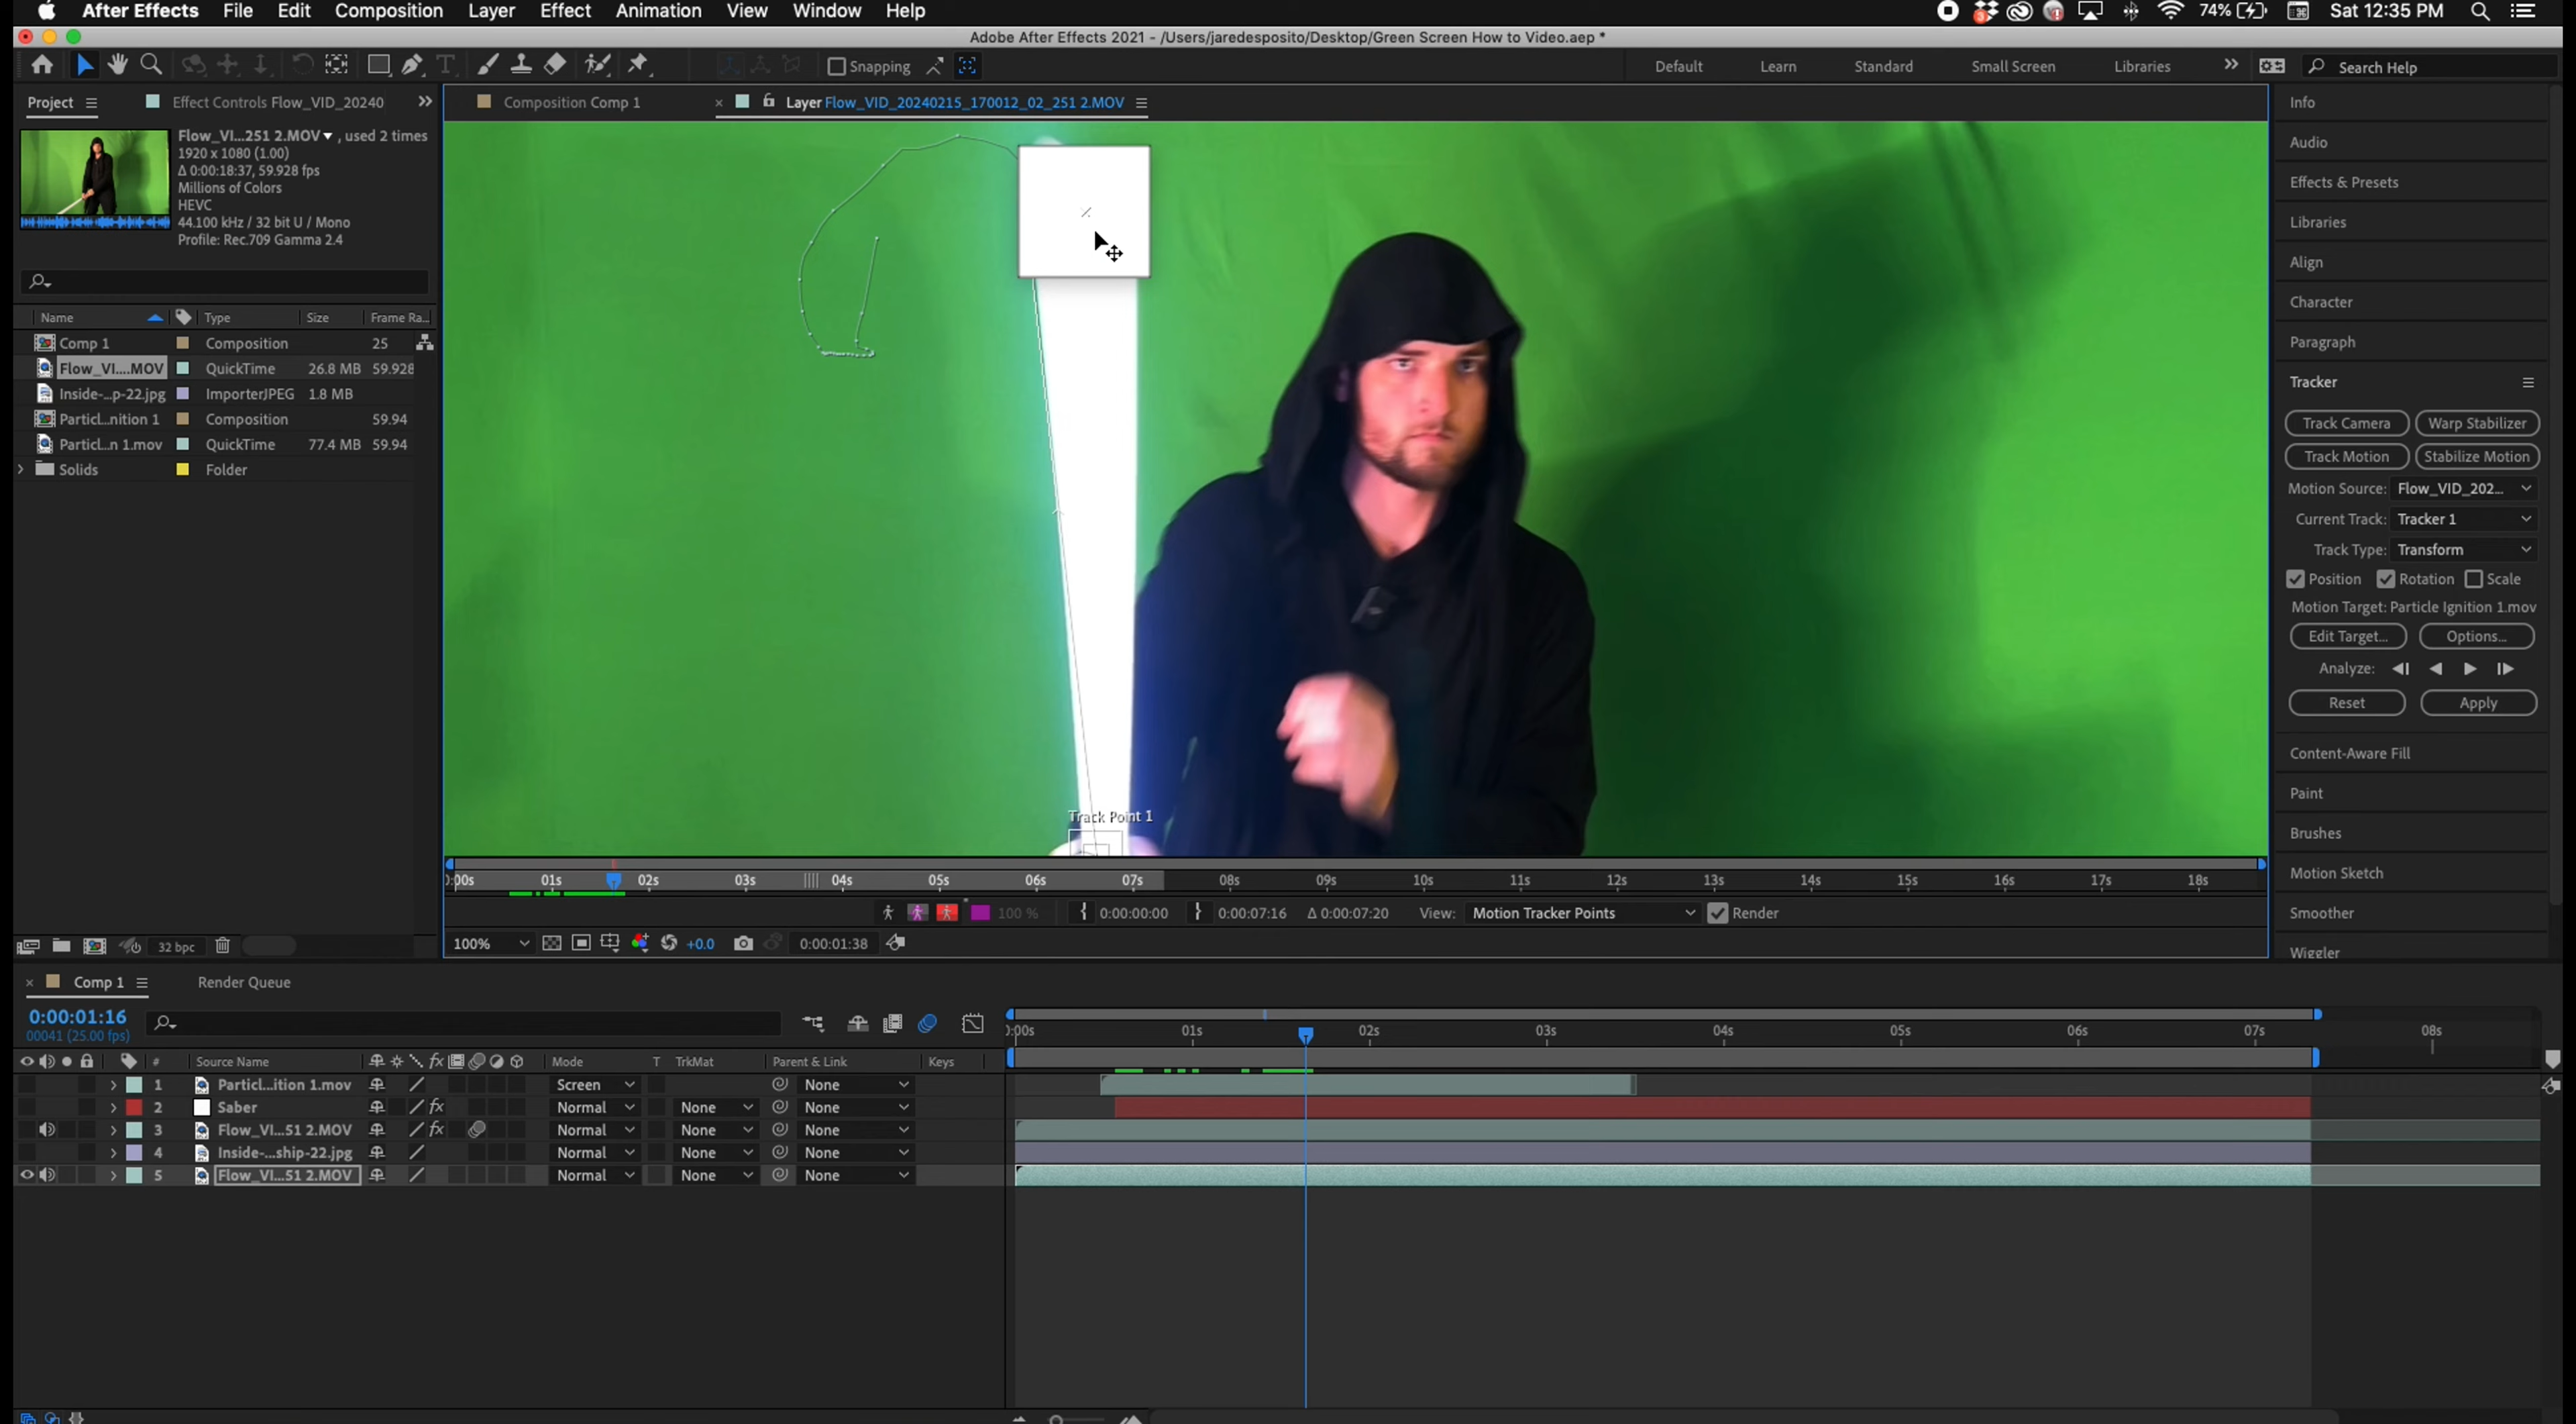 After Effects File Edit Composition Layer Effect Animation View Window Help 74% Sat 12:35 PM
Adobe After Effects 2021 - /Users/jaredesposito/Desktop/Green Screen How to Video.aep *
Snapping Default Learn Standard Small Screen Libraries Search Help
Project Effect Controls Flow_VID_20240
Composition Comp 1 Layer Flow_VID_20240215_170012_02_251 2.MOV
Flow_VI...251 2.MOV , used 2 times
1920 x 1080 (1.00)
Δ 0:00:18:37, 59.928 fps
Millions of Colors
HEVC
44.100 kHz / 32 bit U / Mono
Profile: Rec.709 Gamma 2.4
Name Type Size Frame Ra...
Comp 1 Composition 25
Flow_VI....MOV QuickTime 26.8 MB 59.928
Inside-...p-22.jpg ImporterJPEG 1.8 MB
Particl...nition 1 Composition 59.94
Particl...n 1.mov QuickTime 77.4 MB 59.94
Solids Folder
32 bpc
Track Point 1
:00s 01s 02s 03s 04s 05s 06s 07s 08s 09s 10s 11s 12s 13s 14s 15s 16s 17s 18s
100 % 0:00:00:00 0:00:07:16 Δ 0:00:07:20 View: Motion Tracker Points Render
100% +0.0 0:00:01:38
Info
Audio
Effects & Presets
Libraries
Align
Character
Paragraph
Tracker
Track Camera Warp Stabilizer
Track Motion Stabilize Motion
Motion Source: Flow_VID_202...
Current Track: Tracker 1
Track Type: Transform
Position Rotation Scale
Motion Target: Particle Ignition 1.mov
Edit Target... Options...
Analyze:
Reset Apply
Content-Aware Fill
Paint
Brushes
Motion Sketch
Smoother
Wiggler
Comp 1 Render Queue
0:00:01:16
00041 (25.00 fps)
:00s 01s 02s 03s 04s 05s 06s 07s 08s
# Source Name fx Mode T TrkMat Parent & Link Keys
1 Particl...ition 1.mov Screen None
2 Saber fx Normal None None
3 Flow_VI...51 2.MOV fx Normal None None
4 Inside-...ship-22.jpg Normal None None
5 Flow_VI...51 2.MOV Normal None None